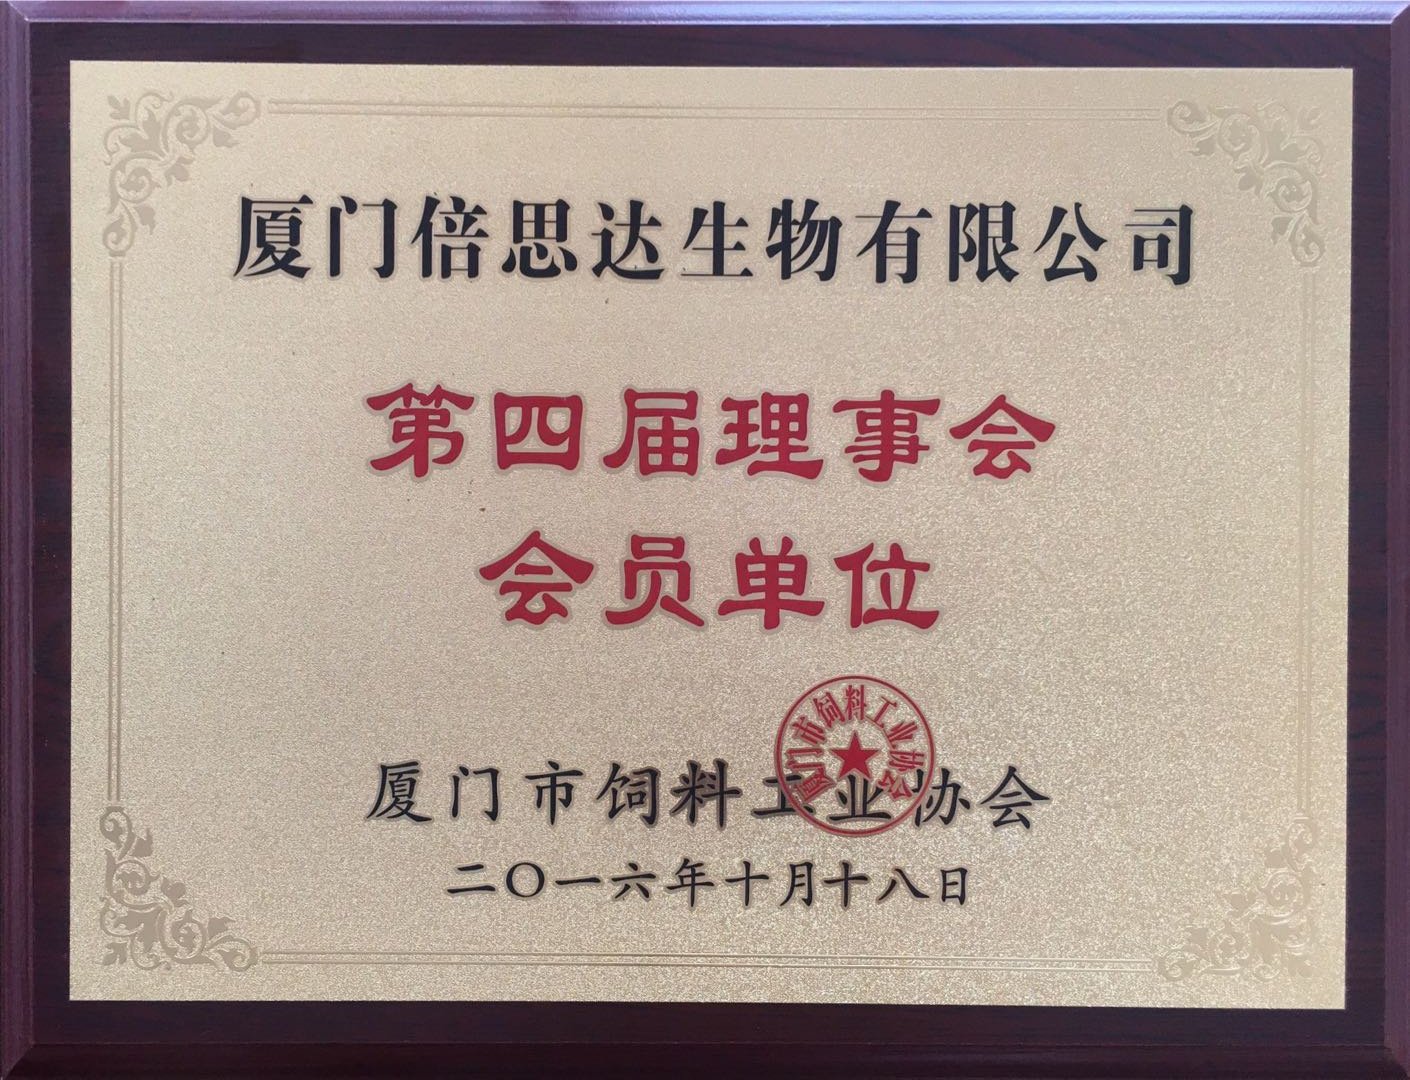 厦门倍思达生物有限公司
第四届理事会
会员单位
厦门市饲料工业协会
厦门市饲料工业协会
二〇一六年十月十八日